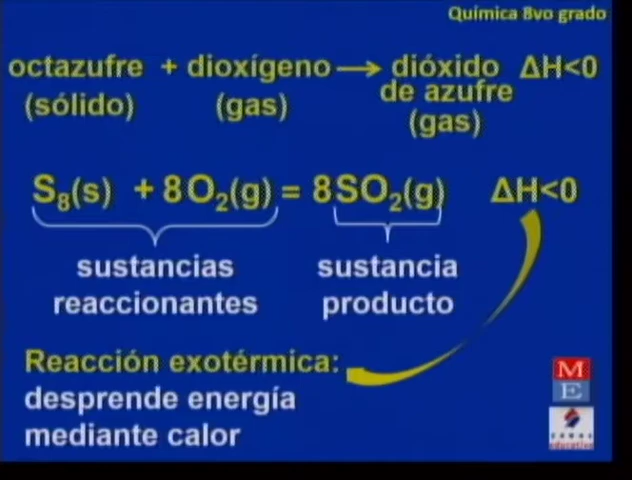 Química 8vo grado
octazufre + dioxígeno → dióxido de azufre ΔH<0
(sólido) (gas) (gas)
S₈(s) + 8O₂(g) = 8SO₂(g) ΔH<0
sustancias reaccionantes
sustancia producto
Reacción exotérmica:
desprende energía
mediante calor
M
E